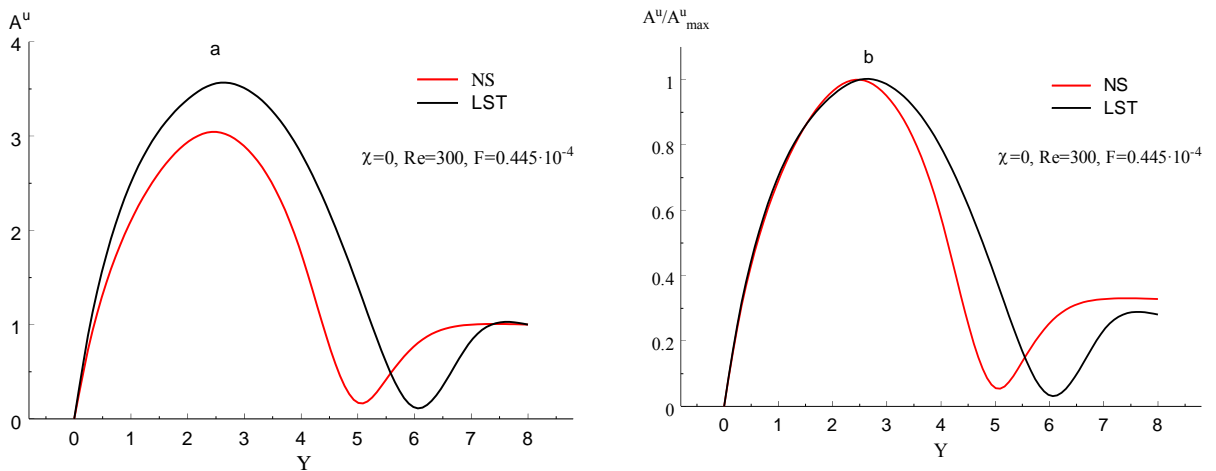 A^u
a
4
3
2
1
0
NS
LST
χ=0, Re=300, F=0.445·10^-4
0 1 2 3 4 5 6 7 8
Y
A^u/A^u_max
b
1
0.8
0.6
0.4
0.2
0
NS
LST
χ=0, Re=300, F=0.445·10^-4
0 1 2 3 4 5 6 7 8
Y